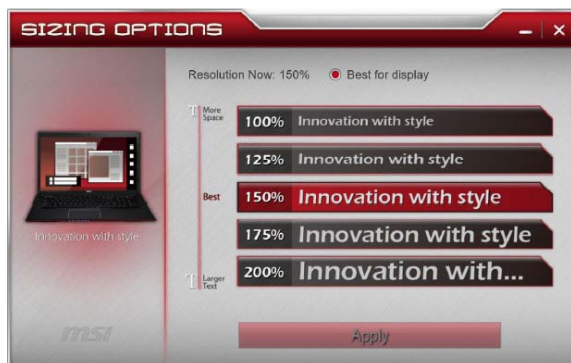 SIZING OPTIONS
Resolution Now: 150% Best for display
T More Space
100% Innovation with style
125% Innovation with style
Best 150% Innovation with style
175% Innovation with style
T Larger Text
200% Innovation with...
Innovation with style
msi
Apply